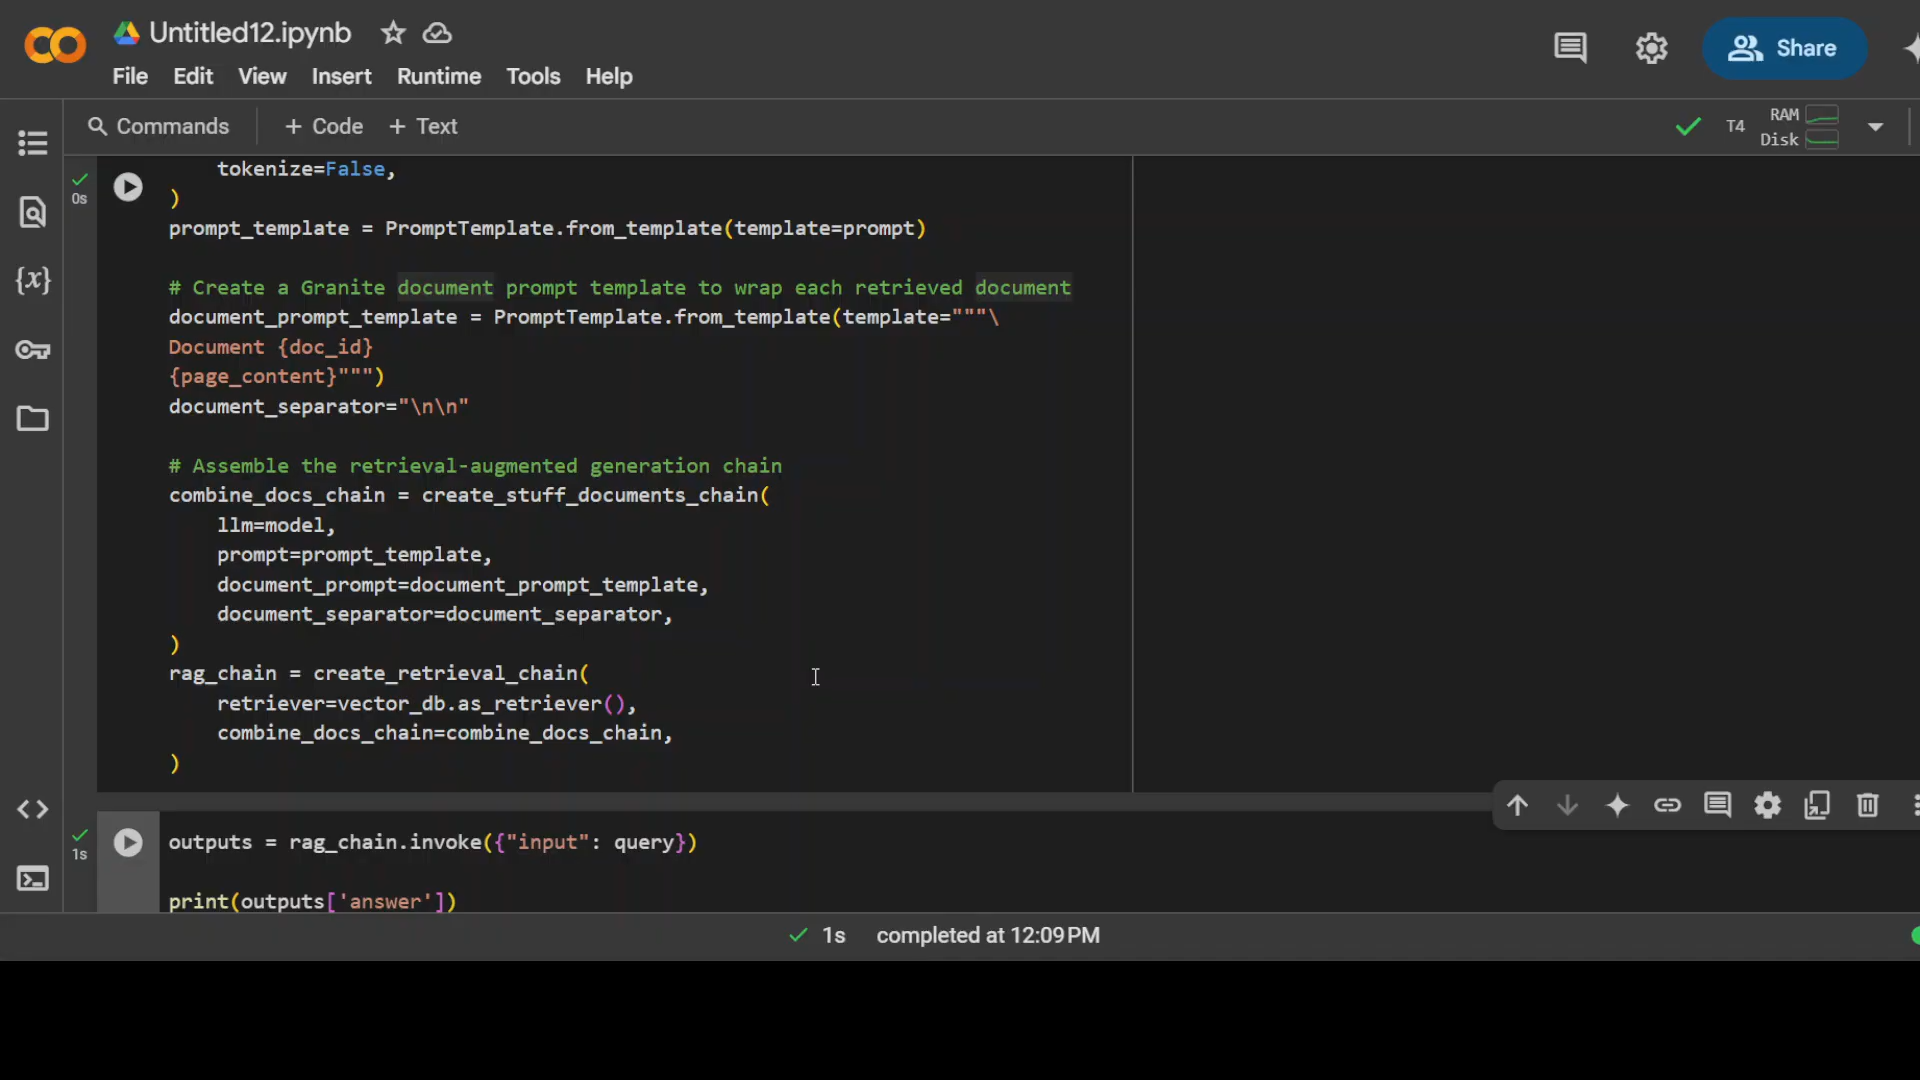 Untitled12.ipynb
File Edit View Insert Runtime Tools Help
Share
Commands + Code + Text
T4 RAM Disk
0s
tokenize=False,
)
prompt_template = PromptTemplate.from_template(template=prompt)
# Create a Granite document prompt template to wrap each retrieved document
document_prompt_template = PromptTemplate.from_template(template="""\
Document {doc_id}
{page_content}""")
document_separator="\n\n"
# Assemble the retrieval-augmented generation chain
combine_docs_chain = create_stuff_documents_chain(
llm=model,
prompt=prompt_template,
document_prompt=document_prompt_template,
document_separator=document_separator,
)
rag_chain = create_retrieval_chain(
retriever=vector_db.as_retriever(),
combine_docs_chain=combine_docs_chain,
)
1s
outputs = rag_chain.invoke({"input": query})
print(outputs['answer'])
1s completed at 12:09 PM